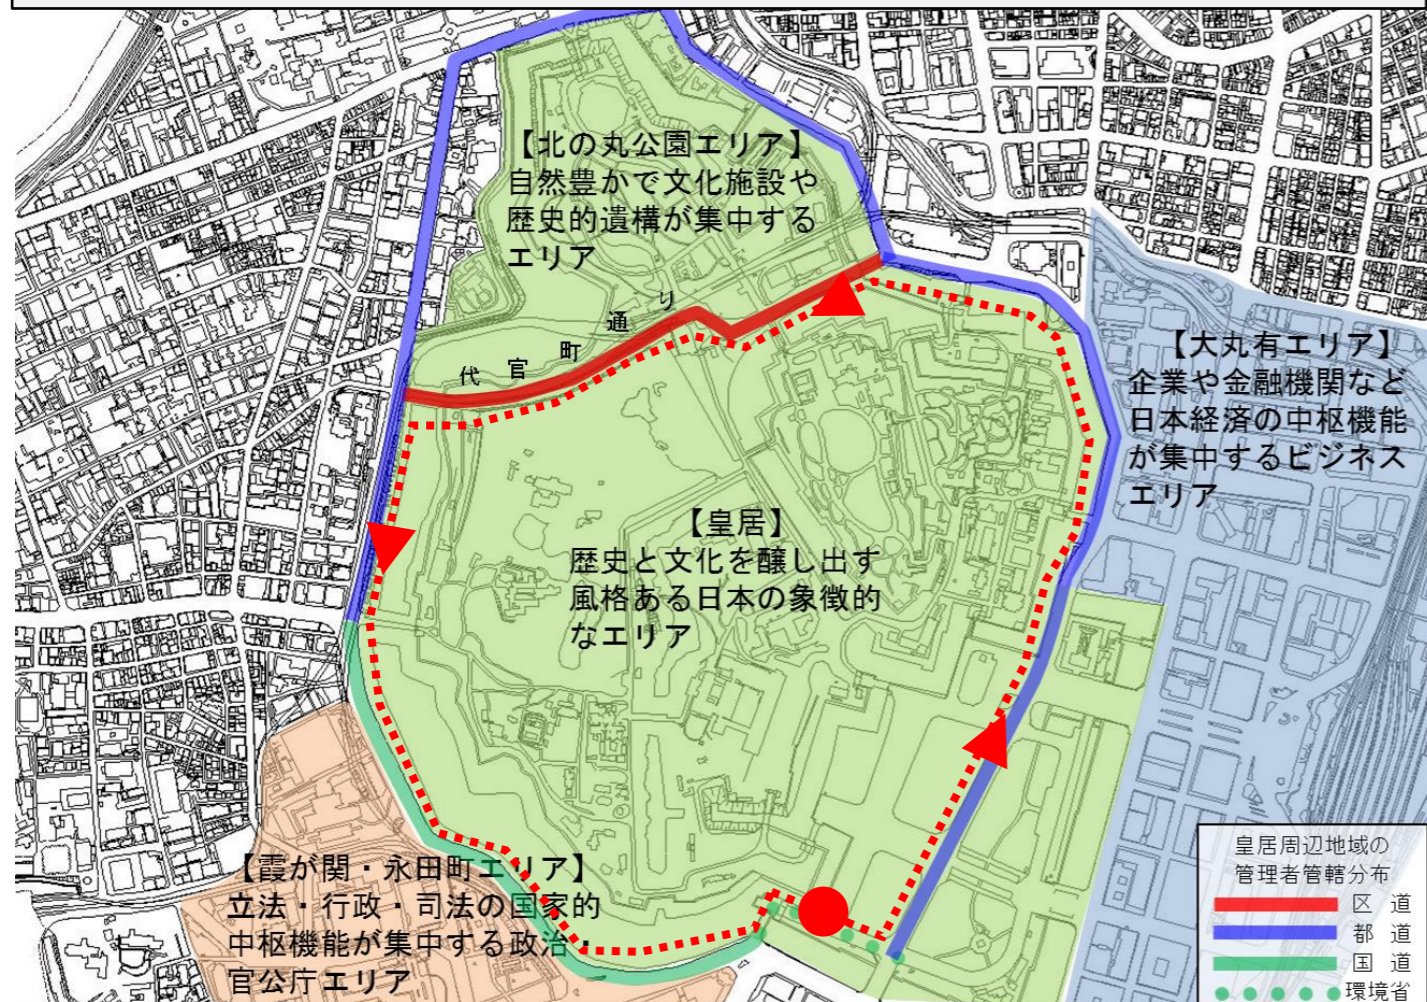 【北の丸公園エリア】
自然豊かで文化施設や
歴史的遺構が集中する
エリア
代官町通り
【大丸有エリア】
企業や金融機関など
日本経済の中枢機能
が集中するビジネス
エリア
【皇居】
歴史と文化を醸し出す
風格ある日本の象徴的
なエリア
【霞が関・永田町エリア】
立法・行政・司法の国家的
中枢機能が集中する政治・
官公庁エリア
皇居周辺地域の
管理者管轄分布
区 道
都 道
国 道
環境省